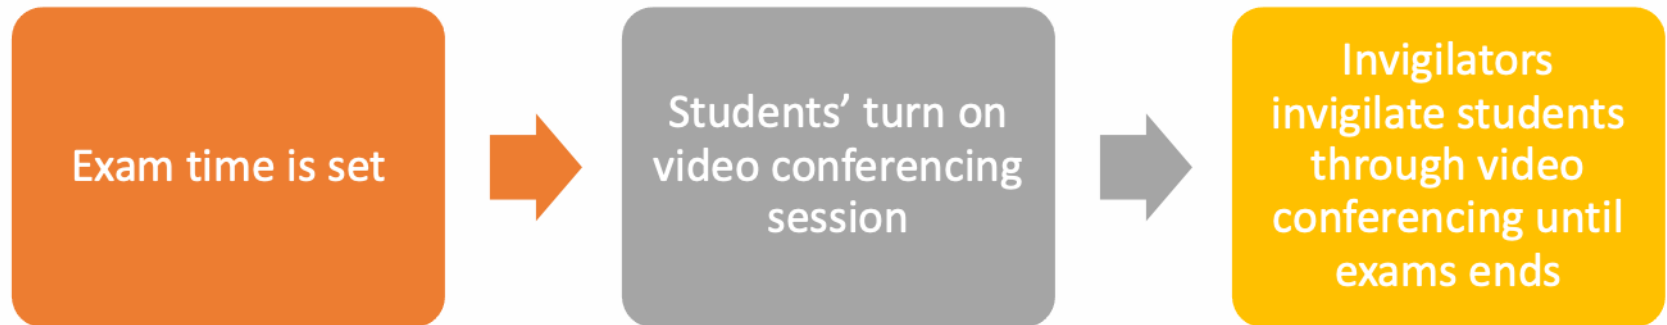 Exam time is set
Students’ turn on
video conferencing
session
Invigilators
invigilate students
through video
conferencing until
exams ends